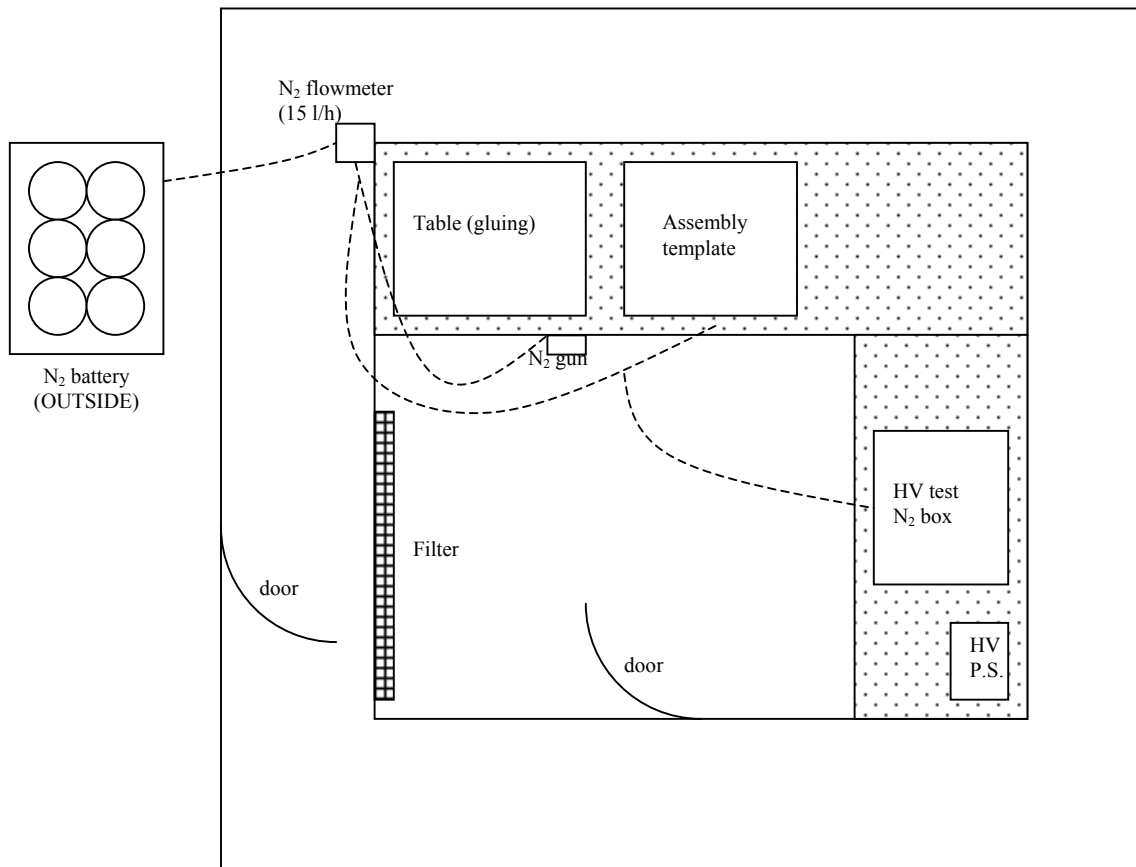 N₂ flowmeter
(15 l/h)
Table (gluing)
Assembly
template
N₂ gun
N₂ battery
(OUTSIDE)
HV test
N₂ box
Filter
door
door
HV
P.S.